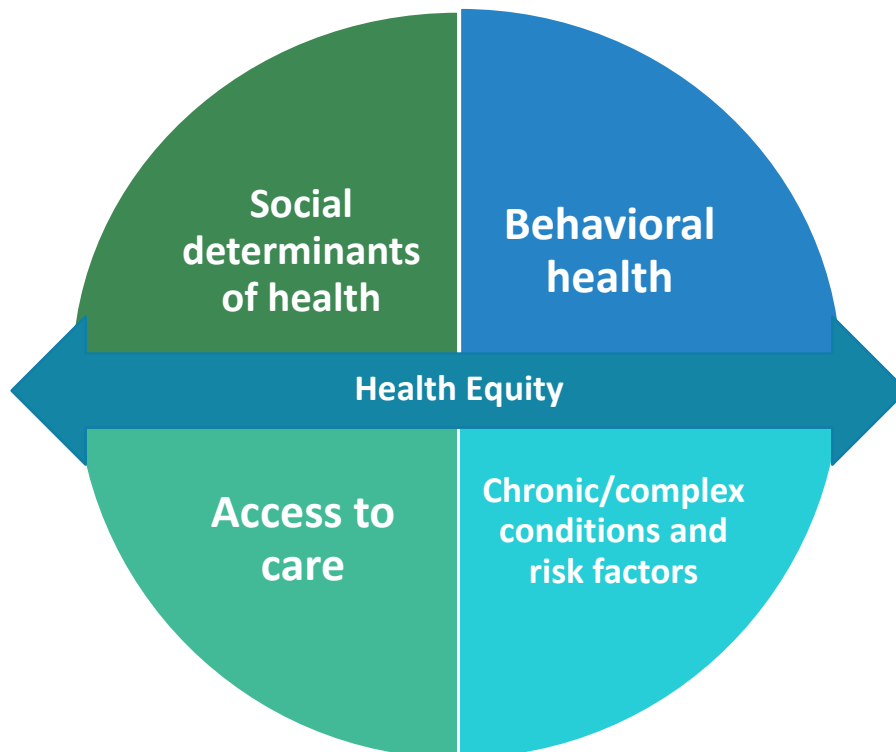 Social
determinants
of health
Behavioral
health
Health Equity
Access to
care
Chronic/complex
conditions and
risk factors